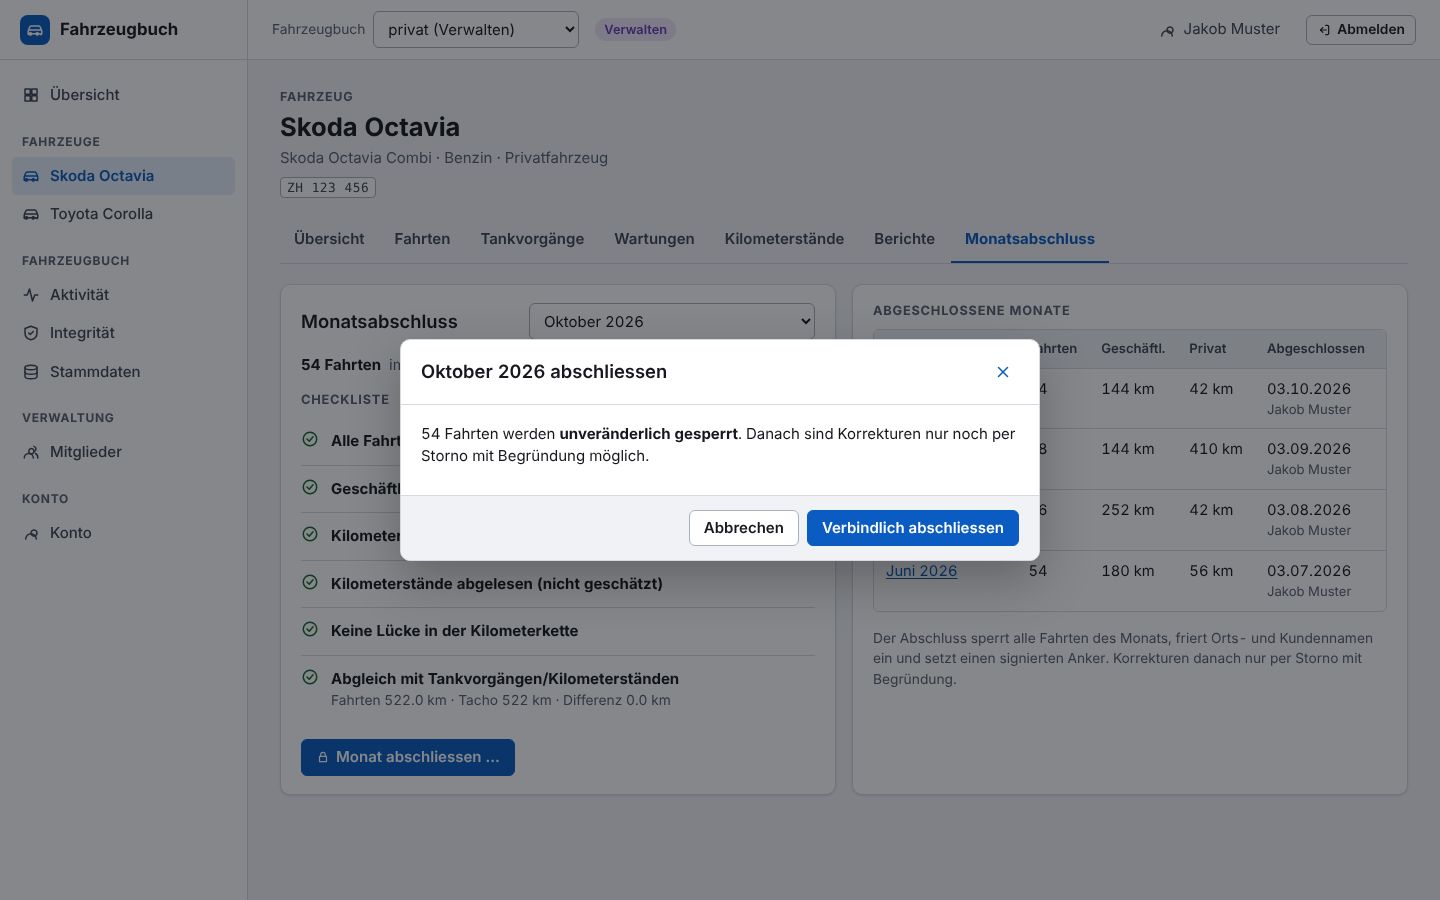 Fahrzeugbuch
Fahrzeugbuch privat (Verwalten) Verwalten Jakob Muster Abmelden
Übersicht
FAHRZEUGE
Skoda Octavia
Toyota Corolla
FAHRZEUGBUCH
Aktivität
Integrität
Stammdaten
VERWALTUNG
Mitglieder
KONTO
Konto
FAHRZEUG
Skoda Octavia
Skoda Octavia Combi · Benzin · Privatfahrzeug
ZH 123 456
Übersicht Fahrten Tankvorgänge Wartungen Kilometerstände Berichte Monatsabschluss
Monatsabschluss Oktober 2026
54 Fahrten
CHECKLISTE
Oktober 2026 abschliessen
54 Fahrten werden unveränderlich gesperrt. Danach sind Korrekturen nur noch per
Storno mit Begründung möglich.
Abbrechen Verbindlich abschliessen
Kilometerstände abgelesen (nicht geschätzt)
Keine Lücke in der Kilometerkette
Abgleich mit Tankvorgängen/Kilometerständen
Fahrten 522.0 km · Tacho 522 km · Differenz 0.0 km
Monat abschliessen ...
ABGESCHLOSSENE MONATE
Geschäftl. Privat Abgeschlossen
144 km 42 km 03.10.2026
Jakob Muster
144 km 410 km 03.09.2026
Jakob Muster
252 km 42 km 03.08.2026
Jakob Muster
Juni 2026 54 180 km 56 km 03.07.2026
Jakob Muster
Der Abschluss sperrt alle Fahrten des Monats, friert Orts- und Kundennamen
ein und setzt einen signierten Anker. Korrekturen danach nur per Storno mit
Begründung.